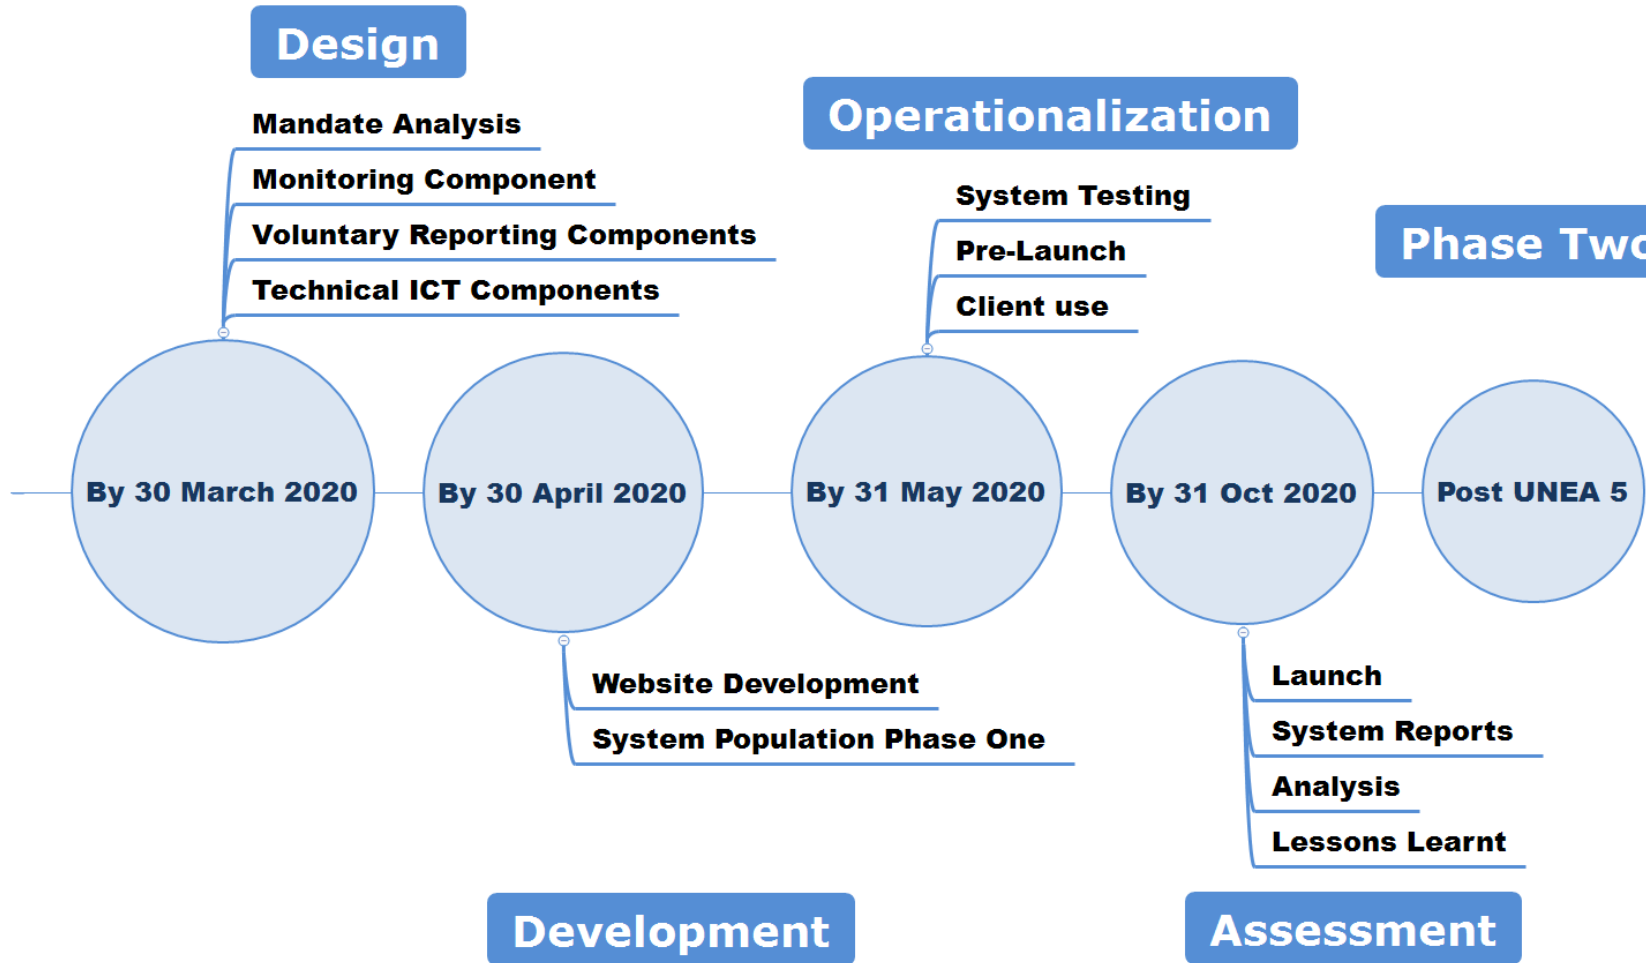 Design
Mandate Analysis
Monitoring Component
Voluntary Reporting Components
Technical ICT Components
By 30 March 2020
By 30 April 2020
Website Development
System Population Phase One
Development
Operationalization
System Testing
Pre-Launch
Client use
By 31 May 2020
By 31 Oct 2020
Launch
System Reports
Analysis
Lessons Learnt
Assessment
Phase Two
Post UNEA 5